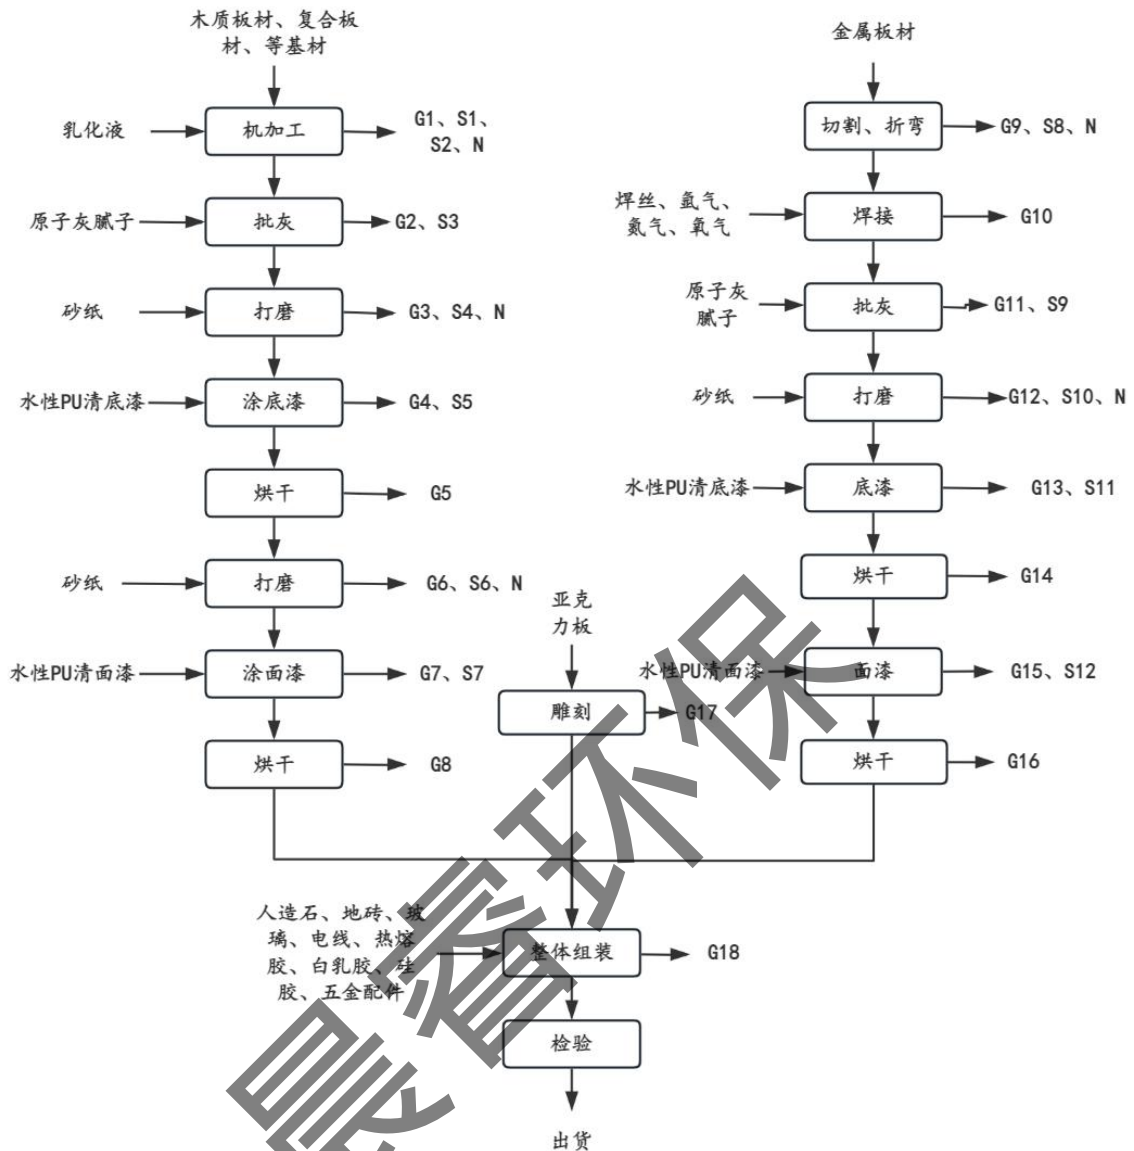 木质板材、复合板
材、等基材
乳化液
机加工
G1、S1、
S2、N
原子灰腻子
批灰
G2、S3
砂纸
打磨
G3、S4、N
水性PU清底漆
涂底漆
G4、S5
烘干
G5
砂纸
打磨
G6、S6、N
水性PU清面漆
涂面漆
G7、S7
烘干
G8
亚克
力板
雕刻
G17
金属板材
切割、折弯
G9、S8、N
焊丝、氩气、
氮气、氧气
焊接
G10
原子灰
腻子
批灰
G11、S9
砂纸
打磨
G12、S10、N
水性PU清底漆
底漆
G13、S11
烘干
G14
水性PU清面漆
面漆
G15、S12
烘干
G16
人造石、地砖、玻
璃、电线、热熔
胶、白乳胶、硅
胶、五金配件
整体组装
G18
检验
出货
晨睿环保